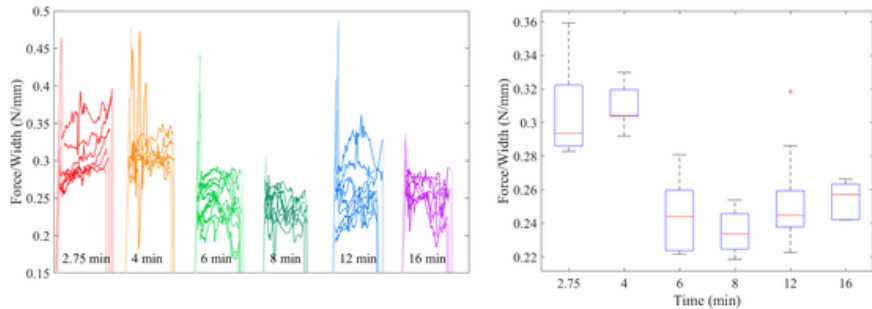 Force/Width (N/mm)
0.5
0.45
0.4
0.35
0.3
0.25
0.2
0.15
2.75 min
4 min
6 min
8 min
12 min
16 min
Force/Width (N/mm)
0.36
0.34
0.32
0.3
0.28
0.26
0.24
0.22
2.75
4
6
8
12
16
Time (min)